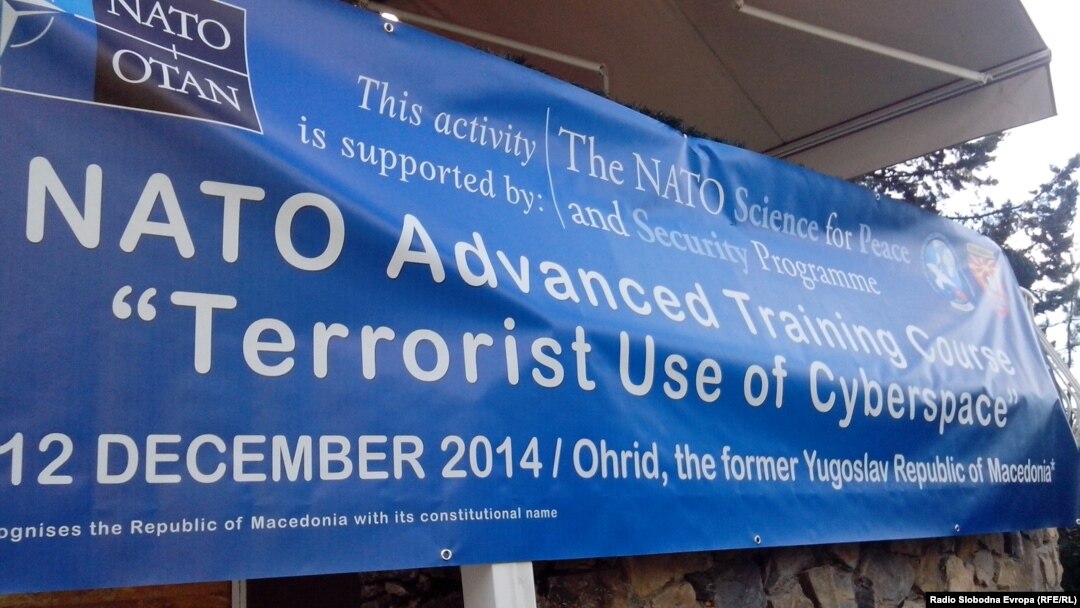 NATO
OTAN
This activity
is supported by:
The NATO Science for Peace
and Security Programme
NATO Advanced Training Course
“Terrorist Use of Cyberspace”
12 DECEMBER 2014 / Ohrid, the former Yugoslav Republic of Macedonia*
ognises the Republic of Macedonia with its constitutional name
Radio Slobodna Evropa (RFE/RL)